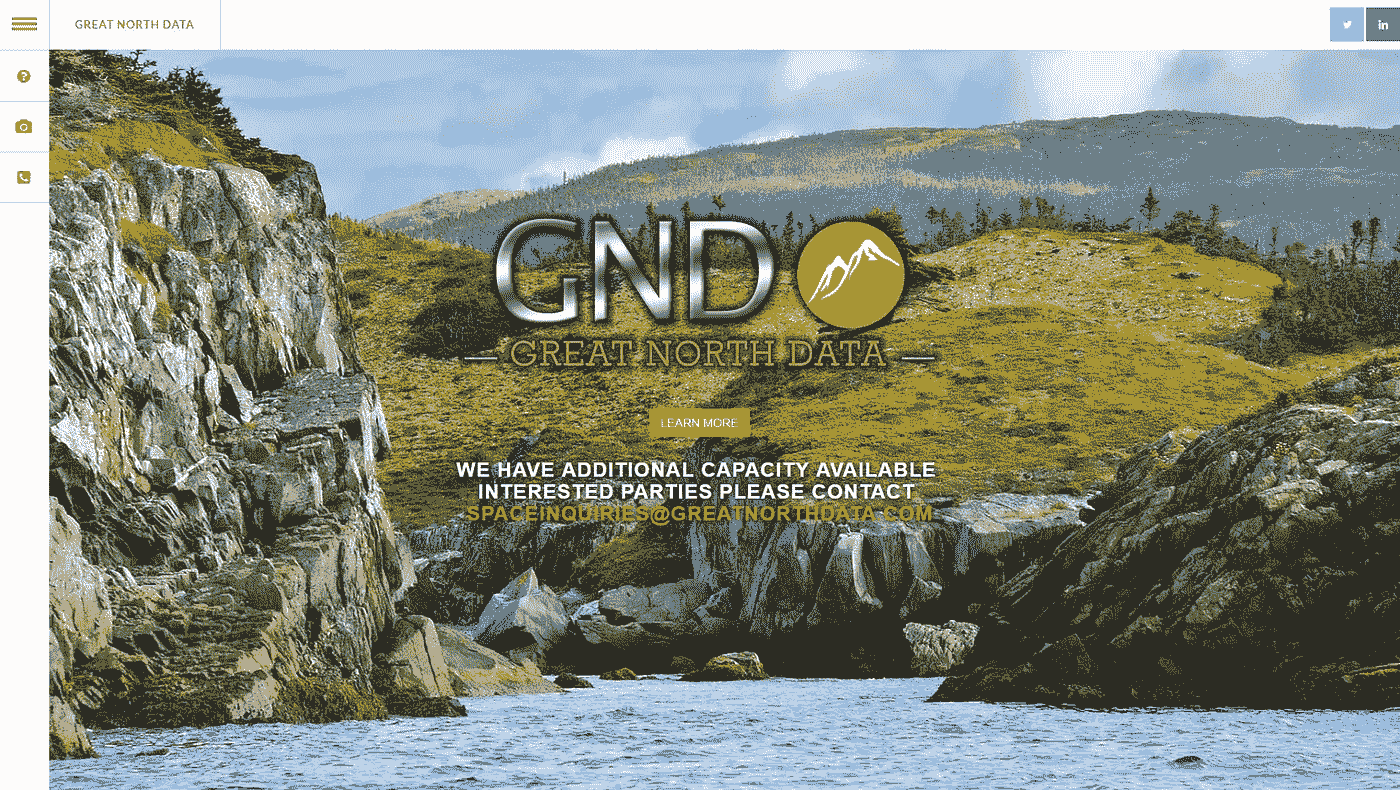 GREAT NORTH DATA
in
GND
GREAT NORTH DATA
LEARN MORE
WE HAVE ADDITIONAL CAPACITY AVAILABLE
INTERESTED PARTIES PLEASE CONTACT
SPACEINQUIRIES@GREATNORTHDATA.COM